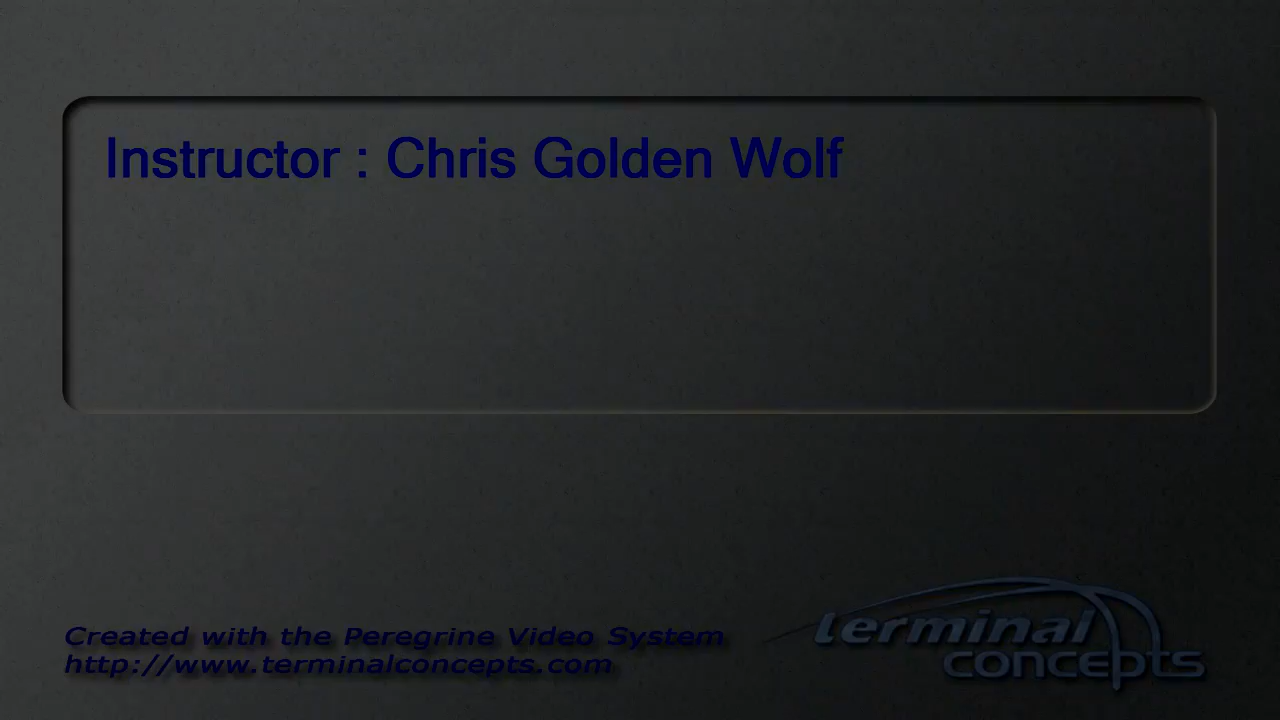 Instructor : Chris Golden Wolf
Created with the Peregrine Video System
http://www.terminalconcepts.com
terminal
concepts